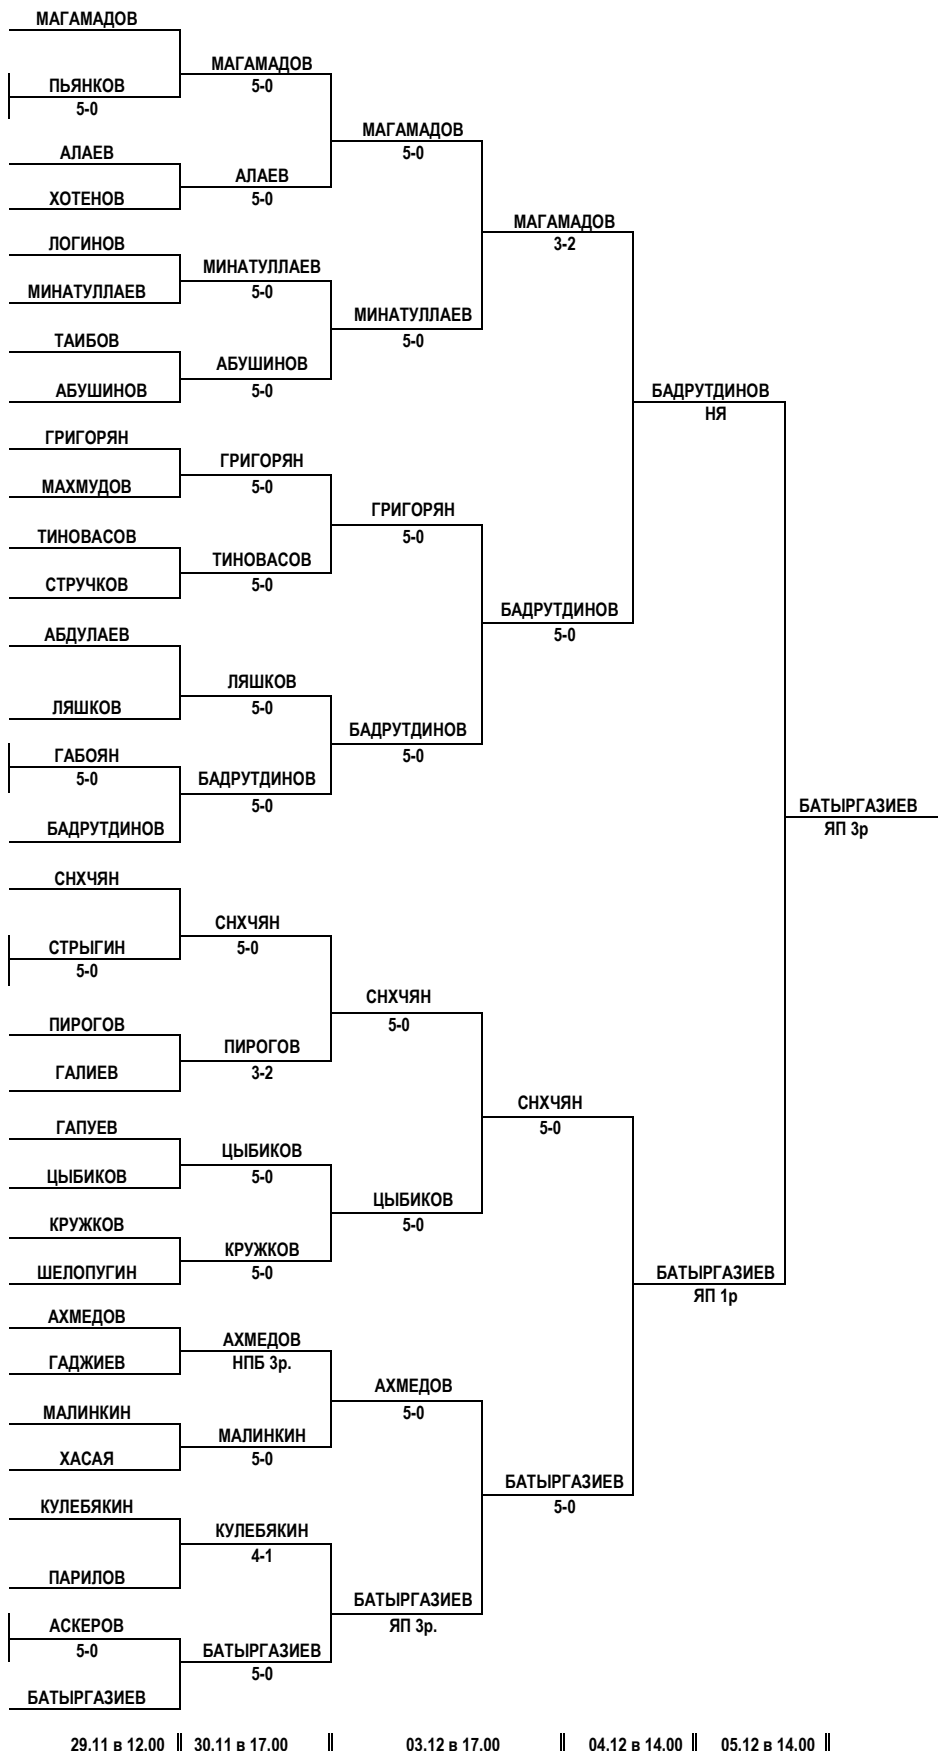 МАГАМАДОВ
МАГАМАДОВ
5-0
ПЬЯНКОВ
5-0
МАГАМАДОВ
5-0
АЛАЕВ
АЛАЕВ
5-0
ХОТЕНОВ
МАГАМАДОВ
3-2
ЛОГИНОВ
МИНАТУЛЛАЕВ
5-0
МИНАТУЛЛАЕВ
МИНАТУЛЛАЕВ
5-0
ТАИБОВ
АБУШИНОВ
5-0
АБУШИНОВ
БАДРУТДИНОВ
НЯ
ГРИГОРЯН
ГРИГОРЯН
5-0
МАХМУДОВ
ГРИГОРЯН
5-0
ТИНОВАСОВ
ТИНОВАСОВ
5-0
СТРУЧКОВ
БАДРУТДИНОВ
5-0
АБДУЛАЕВ
ЛЯШКОВ
5-0
ЛЯШКОВ
БАДРУТДИНОВ
5-0
ГАБОЯН
5-0
БАДРУТДИНОВ
5-0
БАДРУТДИНОВ
БАТЫРГАЗИЕВ
ЯП 3р
СНХЧЯН
СНХЧЯН
5-0
СТРЫГИН
5-0
СНХЧЯН
5-0
ПИРОГОВ
ПИРОГОВ
3-2
ГАЛИЕВ
СНХЧЯН
5-0
ГАПУЕВ
ЦЫБИКОВ
5-0
ЦЫБИКОВ
ЦЫБИКОВ
5-0
КРУЖКОВ
КРУЖКОВ
5-0
ШЕЛОПУГИН
БАТЫРГАЗИЕВ
ЯП 1р
АХМЕДОВ
АХМЕДОВ
НПБ 3р.
ГАДЖИЕВ
АХМЕДОВ
5-0
МАЛИНКИН
МАЛИНКИН
5-0
ХАСАЯ
БАТЫРГАЗИЕВ
5-0
КУЛЕБЯКИН
КУЛЕБЯКИН
4-1
ПАРИЛОВ
БАТЫРГАЗИЕВ
ЯП 3р.
АСКЕРОВ
5-0
БАТЫРГАЗИЕВ
5-0
БАТЫРГАЗИЕВ
29.11 в 12.00 30.11 в 17.00 03.12 в 17.00 04.12 в 14.00 05.12 в 14.00